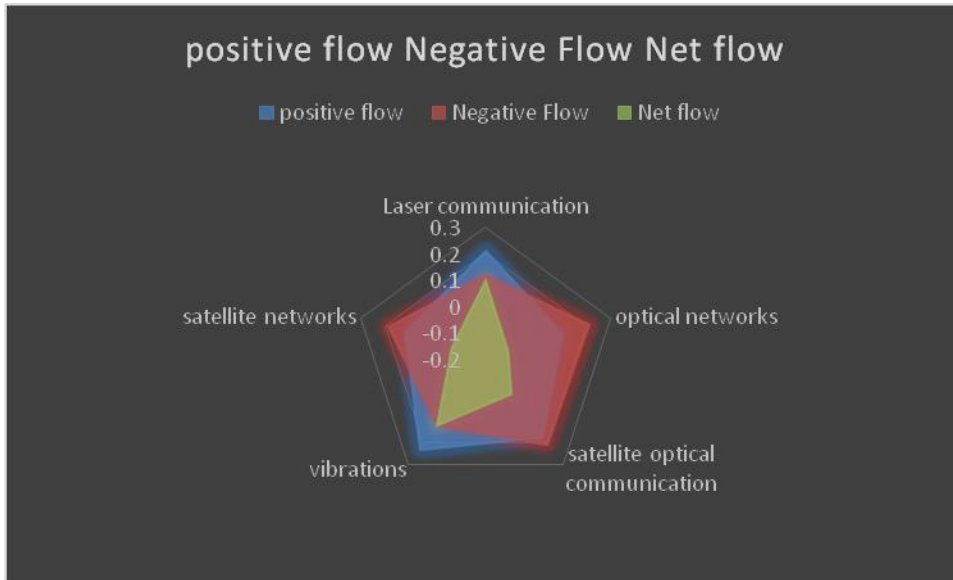 positive flow Negative Flow Net flow
positive flow Negative Flow Net flow
Laser communication
0.3
0.2
0.1
0
-0.1
-0.2
satellite networks
optical networks
vibrations
satellite optical
communication